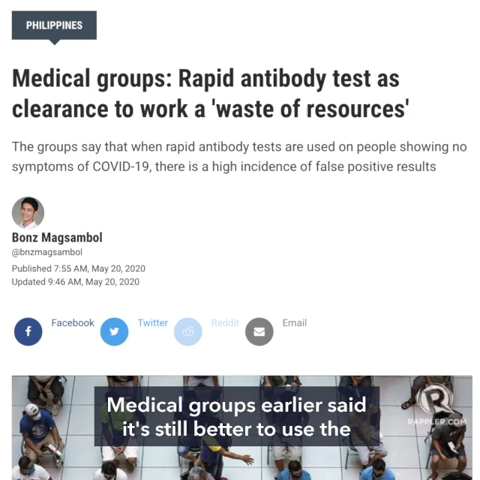 PHILIPPINES
Medical groups: Rapid antibody test as
clearance to work a 'waste of resources'
The groups say that when rapid antibody tests are used on people showing no
symptoms of COVID-19, there is a high incidence of false positive results
Bonz Magsambol
@bnzmagsambol
Published 7:55 AM, May 20, 2020
Updated 9:46 AM, May 20, 2020
Facebook Twitter Reddit Email
Medical groups earlier said
it's still better to use the
RAPPLER.COM